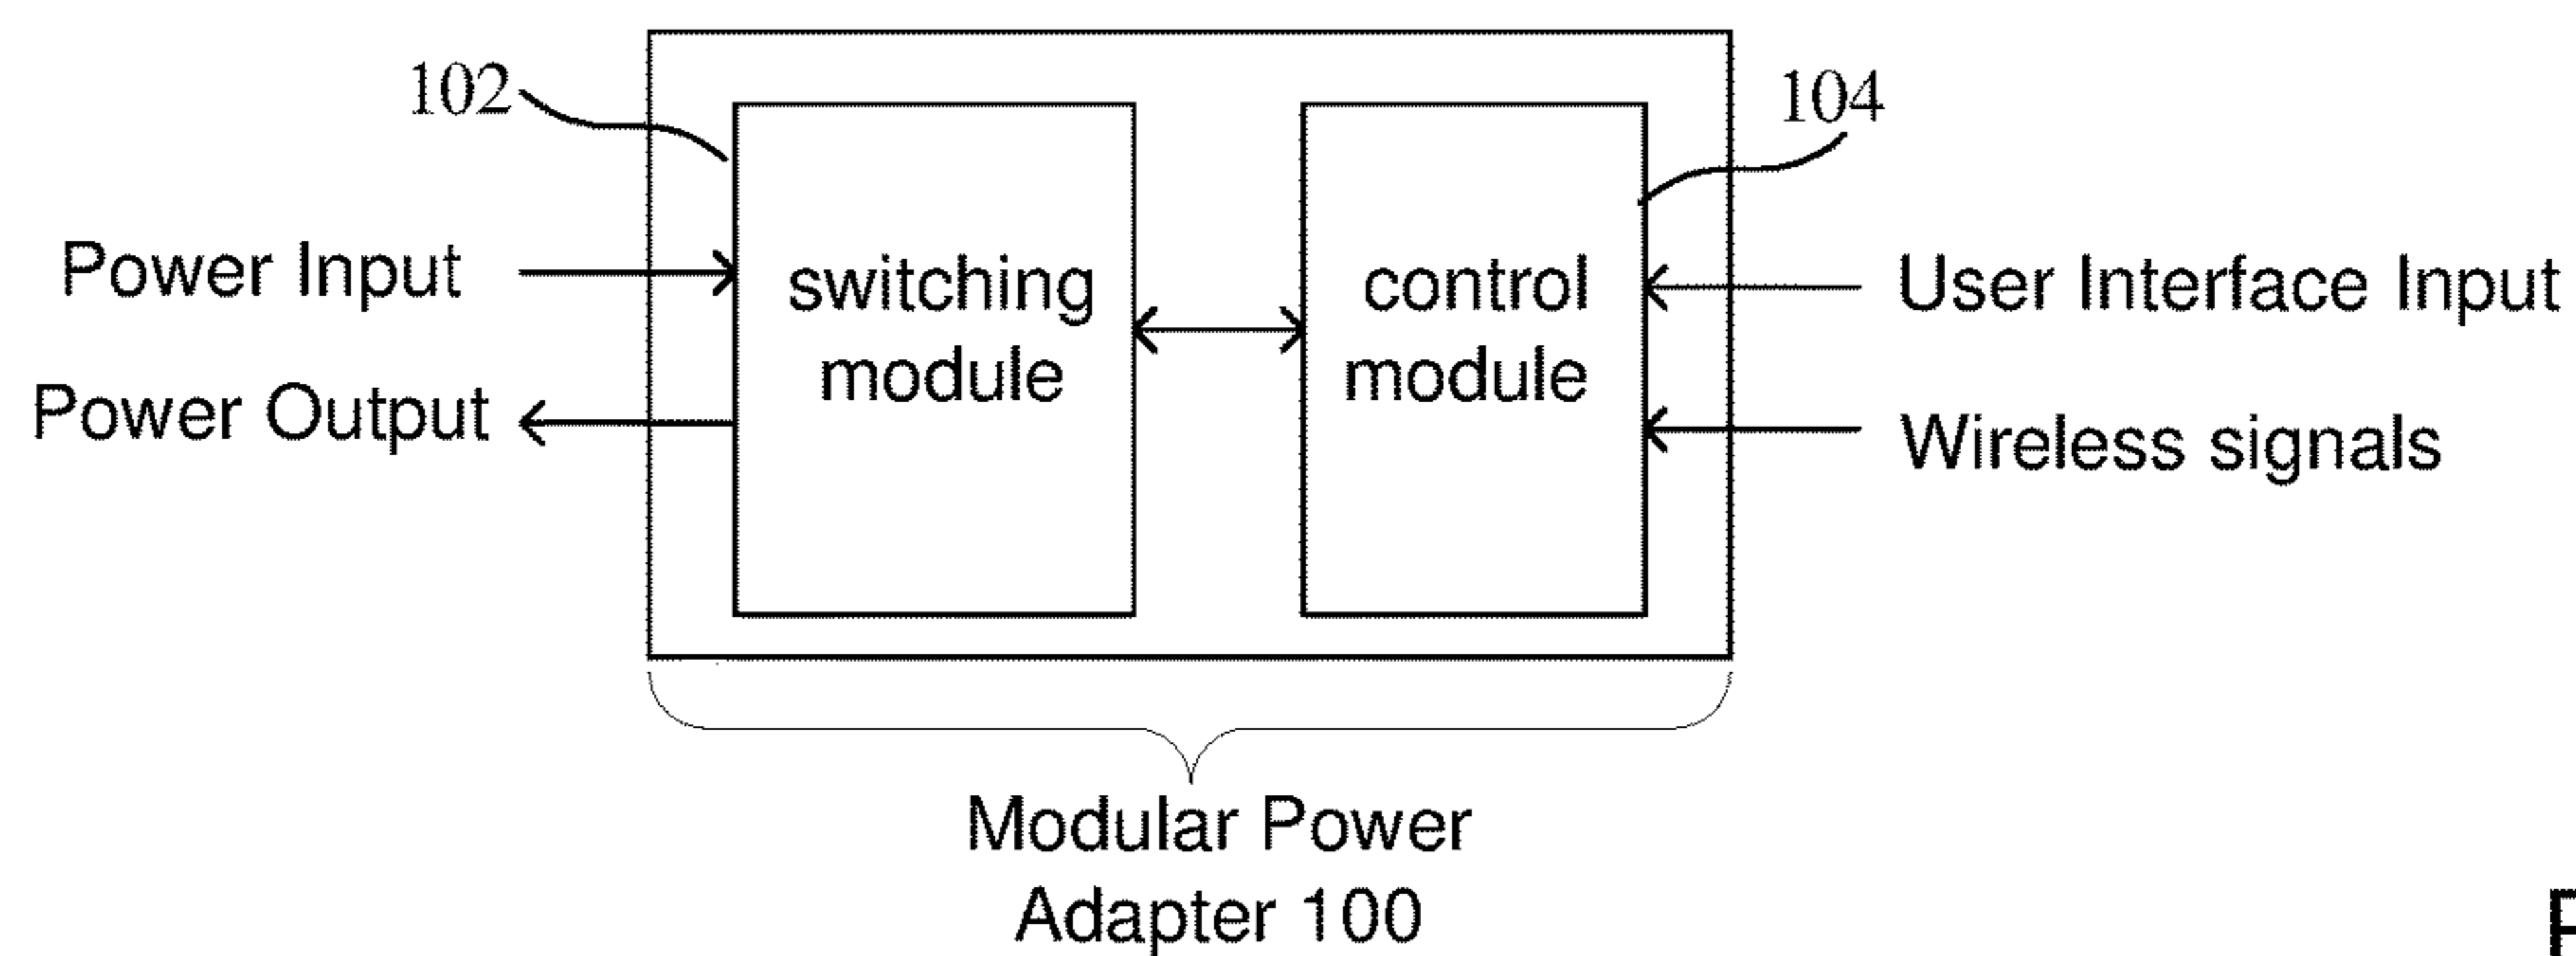 102
104
Power Input
Power Output
switching
module
control
module
User Interface Input
Wireless signals
Modular Power
Adapter 100